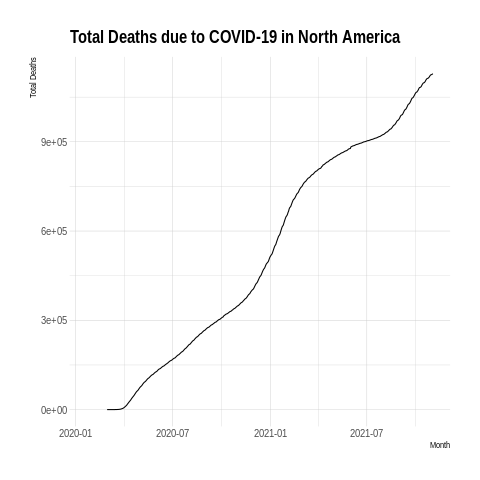 Total Deaths due to COVID-19 in North America
Total Deaths
9e+05
6e+05
3e+05
0e+00
2020-01 2020-07 2021-01 2021-07
Month